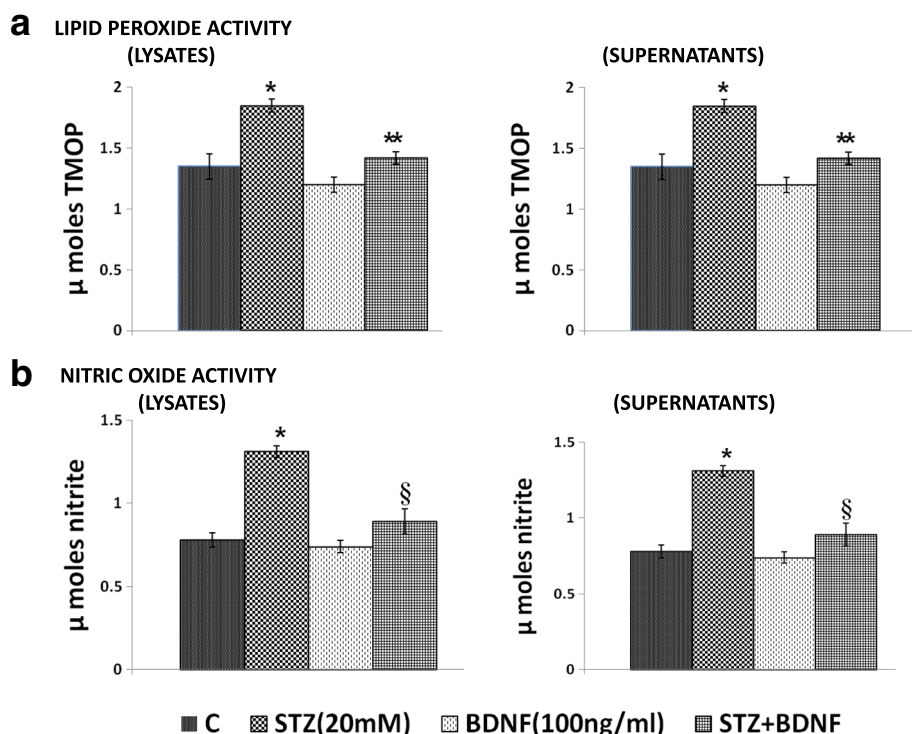 a LIPID PEROXIDE ACTIVITY
(LYSATES) (SUPERNATANTS)
* *
2 2
** **
1.5 1.5
1 1
0.5 0.5
0 0
µ moles TMOP µ moles TMOP
b NITRIC OXIDE ACTIVITY
(LYSATES) (SUPERNATANTS)
1.5 1.5
* *
§ §
1 1
0.5 0.5
0 0
µ moles nitrite µ moles nitrite
C STZ(20mM) BDNF(100ng/ml) STZ+BDNF